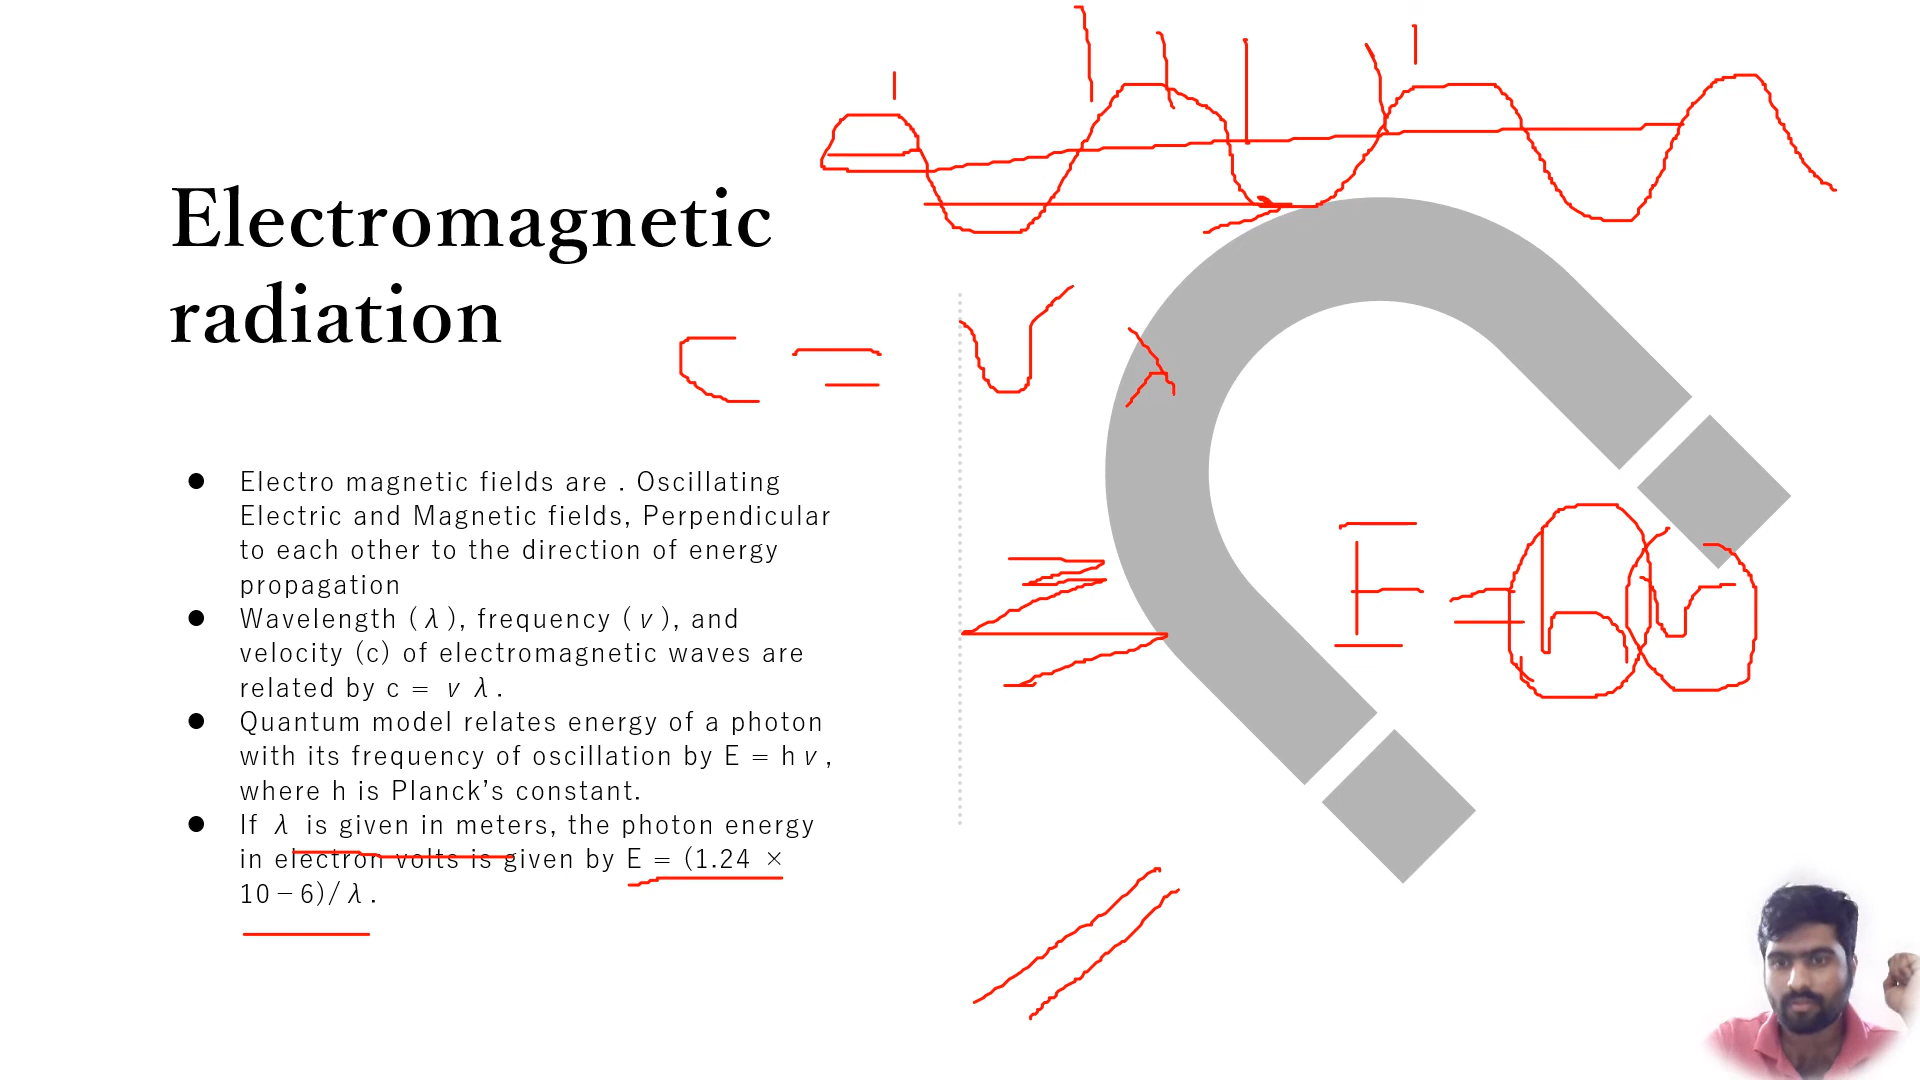 Electromagnetic
radiation
C = ν λ
● Electro magnetic fields are . Oscillating
Electric and Magnetic fields, Perpendicular
to each other to the direction of energy
propagation
● Wavelength (λ), frequency (ν), and
velocity (c) of electromagnetic waves are
related by c = ν λ.
● Quantum model relates energy of a photon
with its frequency of oscillation by E = hν,
where h is Planck’s constant.
● If λ is given in meters, the photon energy
in electron volts is given by E = (1.24 ×
10−6)/λ.
E = hν